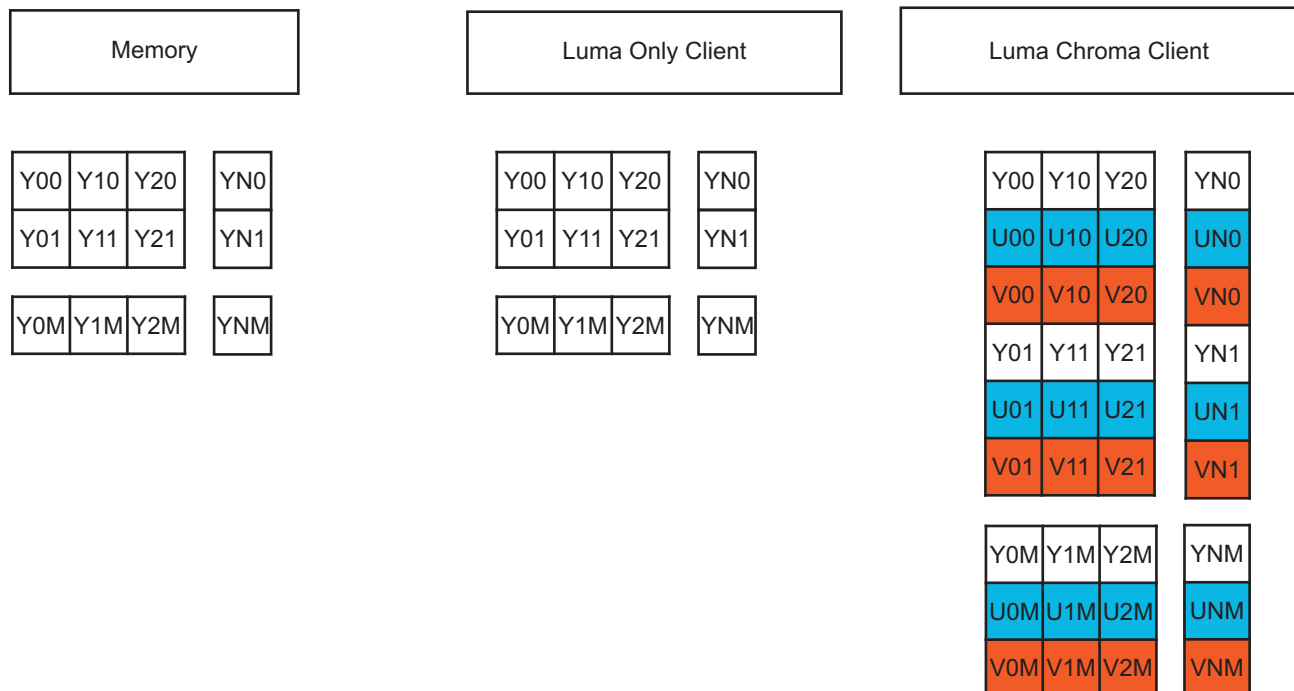 Memory
Luma Only Client
Luma Chroma Client
Y00 Y10 Y20 YN0
Y01 Y11 Y21 YN1
Y0M Y1M Y2M YNM
Y00 Y10 Y20 YN0
Y01 Y11 Y21 YN1
Y0M Y1M Y2M YNM
Y00 Y10 Y20 YN0
U00 U10 U20 UN0
V00 V10 V20 VN0
Y01 Y11 Y21 YN1
U01 U11 U21 UN1
V01 V11 V21 VN1
Y0M Y1M Y2M YNM
U0M U1M U2M UNM
V0M V1M V2M VNM